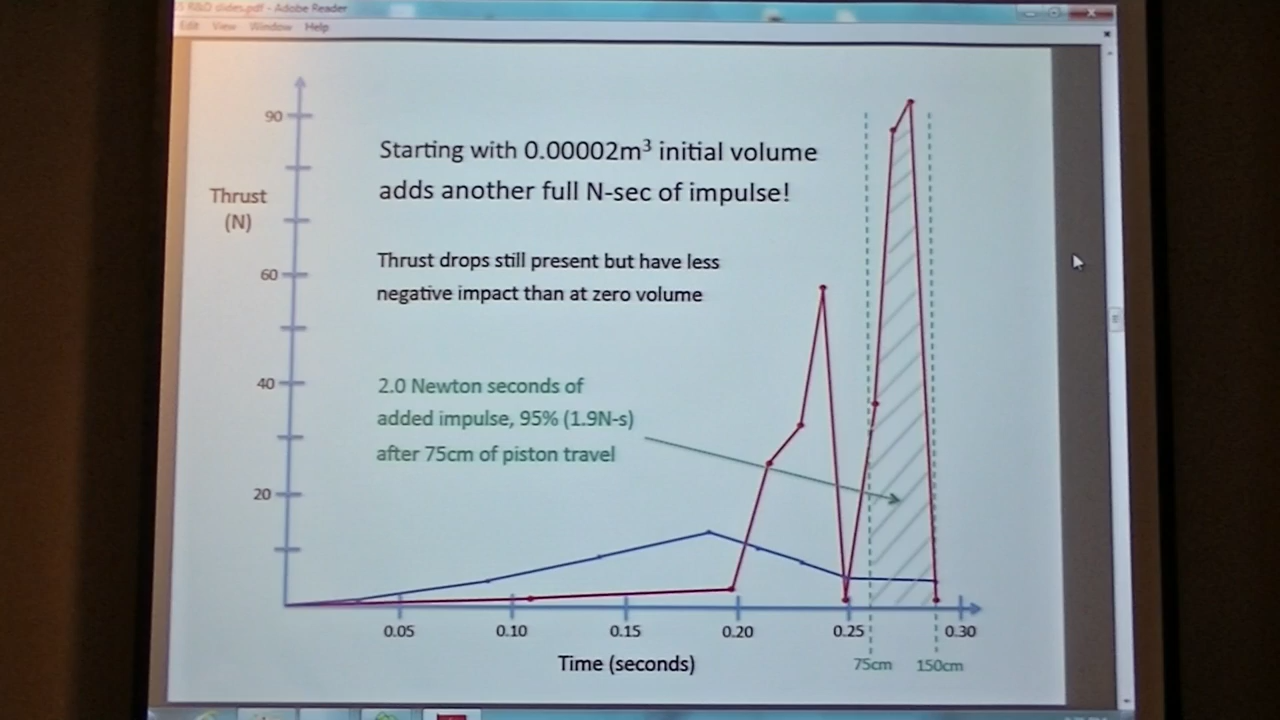 5 R&D slides.pdf - Adobe Reader
Edit View Window Help
90
Thrust
(N)
60
40
20
Starting with 0.00002m³ initial volume
adds another full N-sec of impulse!
Thrust drops still present but have less
negative impact than at zero volume
2.0 Newton seconds of
added impulse, 95% (1.9N-s)
after 75cm of piston travel
0.05 0.10 0.15 0.20 0.25 0.30
Time (seconds)
75cm 150cm